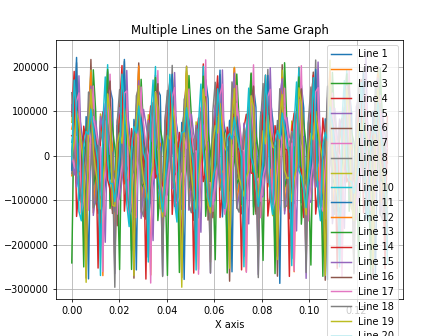 Multiple Lines on the Same Graph
200000
100000
0
−100000
−200000
−300000
0.00
0.02
0.04
0.06
0.08
0.10
X axis
Line 1
Line 2
Line 3
Line 4
Line 5
Line 6
Line 7
Line 8
Line 9
Line 10
Line 11
Line 12
Line 13
Line 14
Line 15
Line 16
Line 17
Line 18
Line 19
Line 20